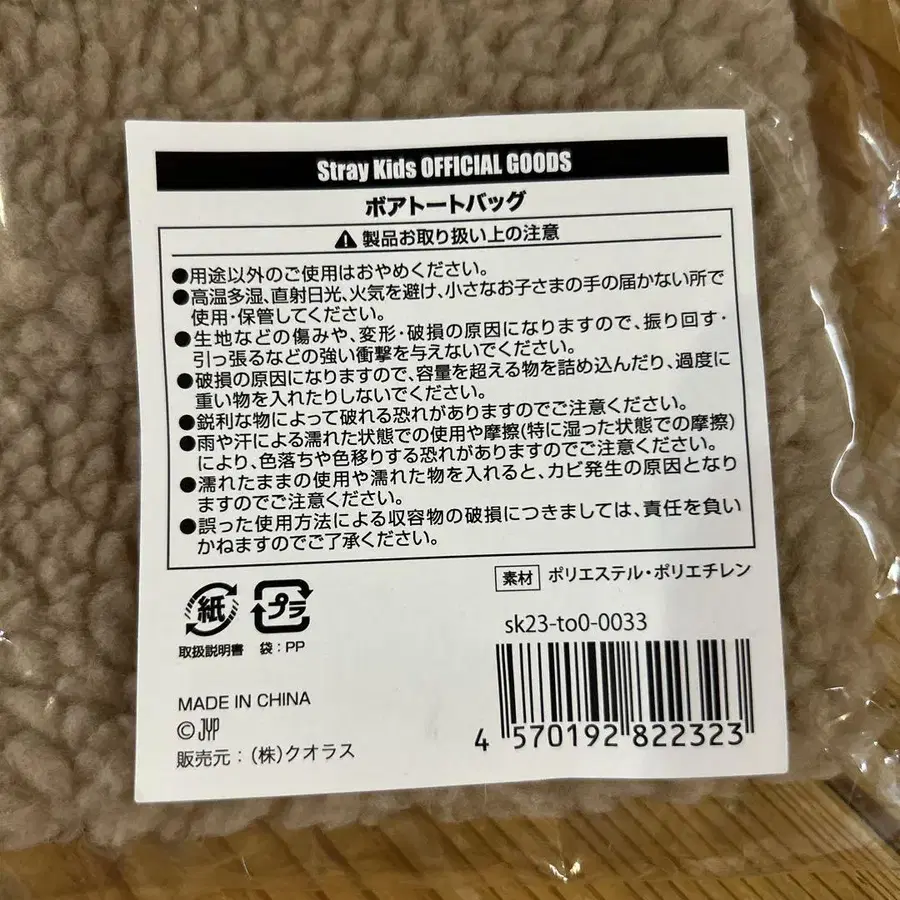 Stray Kids OFFICIAL GOODS
ボアトートバッグ
⚠ 製品お取り扱い上の注意
●用途以外のご使用はおやめください。
●高温多湿、直射日光、火気を避け、小さなお子さまの手の届かない所で
使用・保管してください。
●生地などの傷みや、変形・破損の原因になりますので、振り回す・
引っ張るなどの強い衝撃を与えないでください。
●破損の原因になりますので、容量を超える物を詰め込んだり、過度に
重い物を入れたりしないでください。
●鋭利な物によって破れる恐れがありますのでご注意ください。
●雨や汗による濡れた状態での使用や摩擦(特に湿った状態での摩擦)
により、色落ちや色移りする恐れがありますのでご注意ください。
●濡れたままの使用や濡れた物を入れると、カビ発生の原因となり
ますのでご注意ください。
●誤った使用方法による収容物の破損につきましては、責任を負い
かねますのでご了承ください。
素材 ポリエステル・ポリエチレン
紙 プラ
取扱説明書 袋:PP
sk23-to0-0033
MADE IN CHINA
© JYP
販売元:(株)クオラス
4 570192 822323